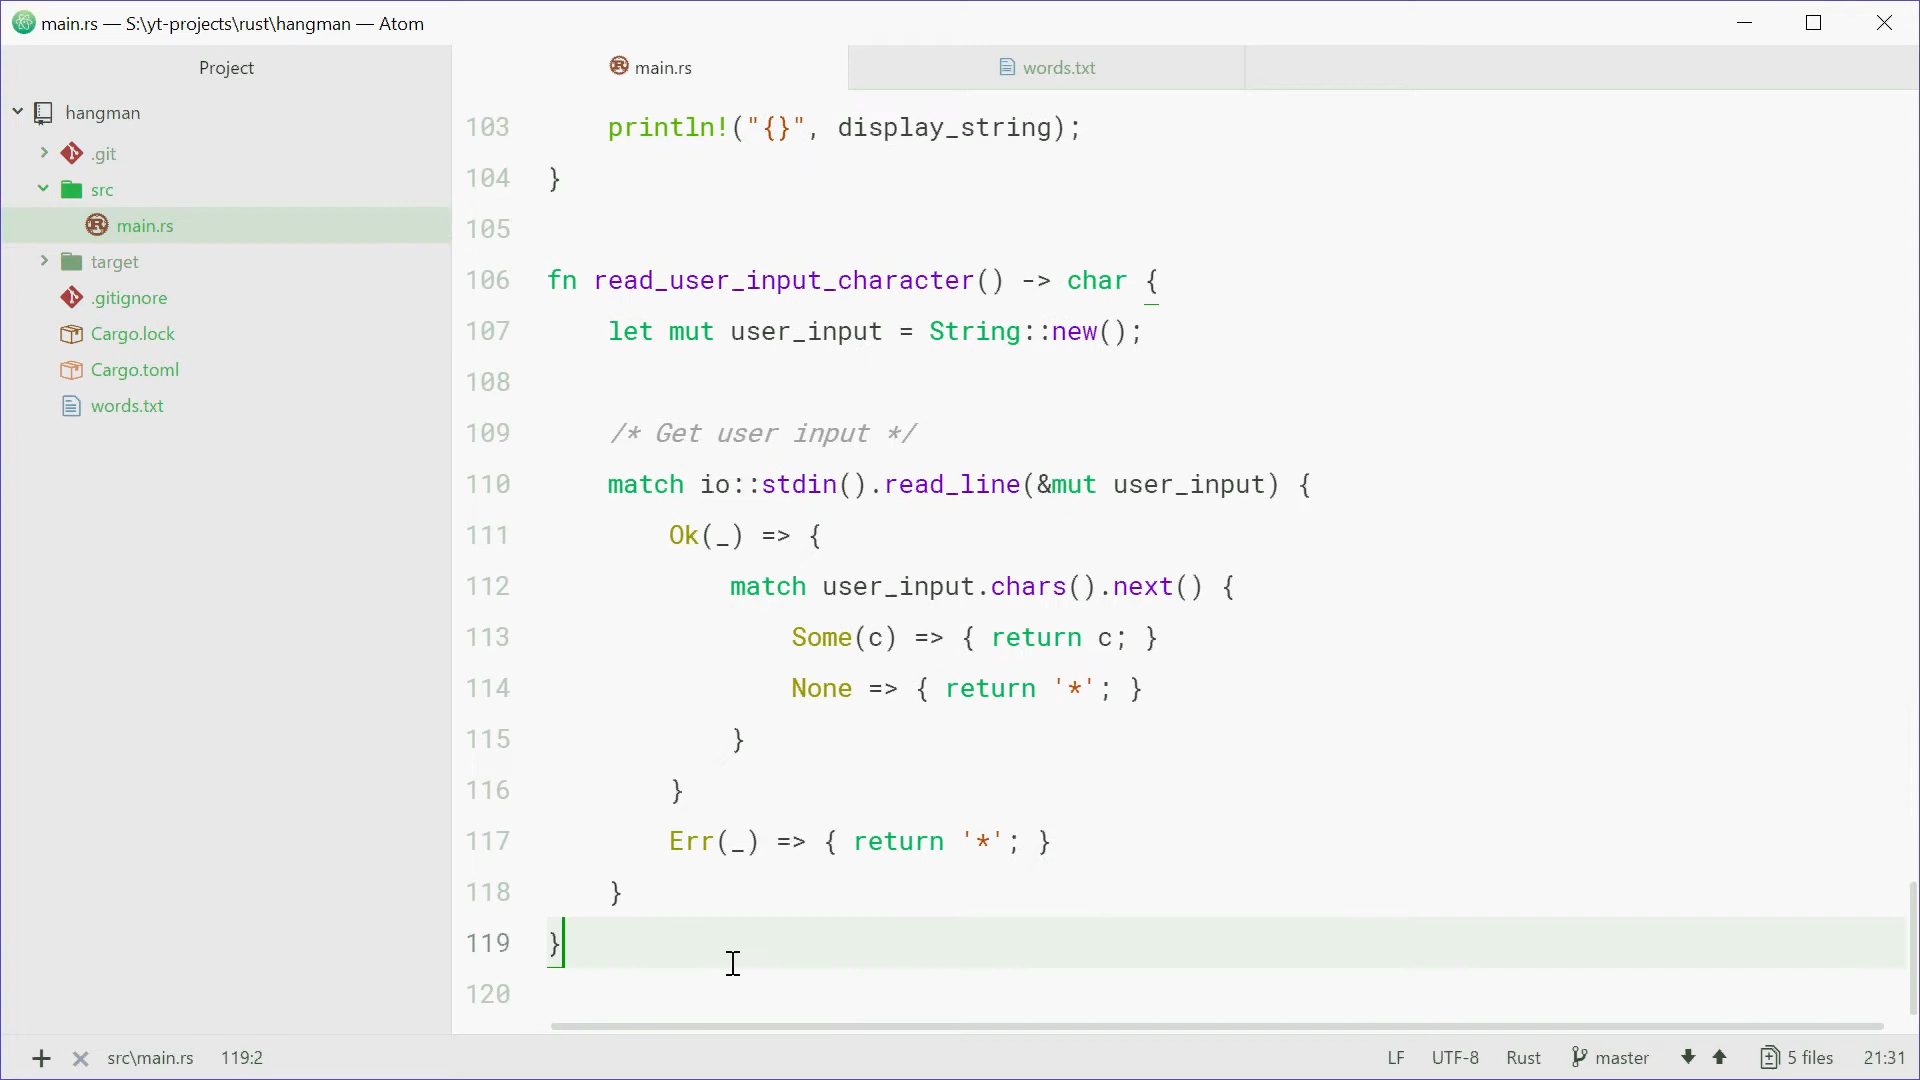 main.rs — S:\yt-projects\rust\hangman — Atom
Project
main.rs
words.txt
hangman
.git
src
main.rs
target
.gitignore
Cargo.lock
Cargo.toml
words.txt
103 println!("{}", display_string);
104 }
105
106 fn read_user_input_character() -> char {
107 let mut user_input = String::new();
108
109 /* Get user input */
110 match io::stdin().read_line(&mut user_input) {
111 Ok(_) => {
112 match user_input.chars().next() {
113 Some(c) => { return c; }
114 None => { return '*'; }
115 }
116 }
117 Err(_) => { return '*'; }
118 }
119 }
120
src\main.rs 119:2 LF UTF-8 Rust master 5 files 21:31